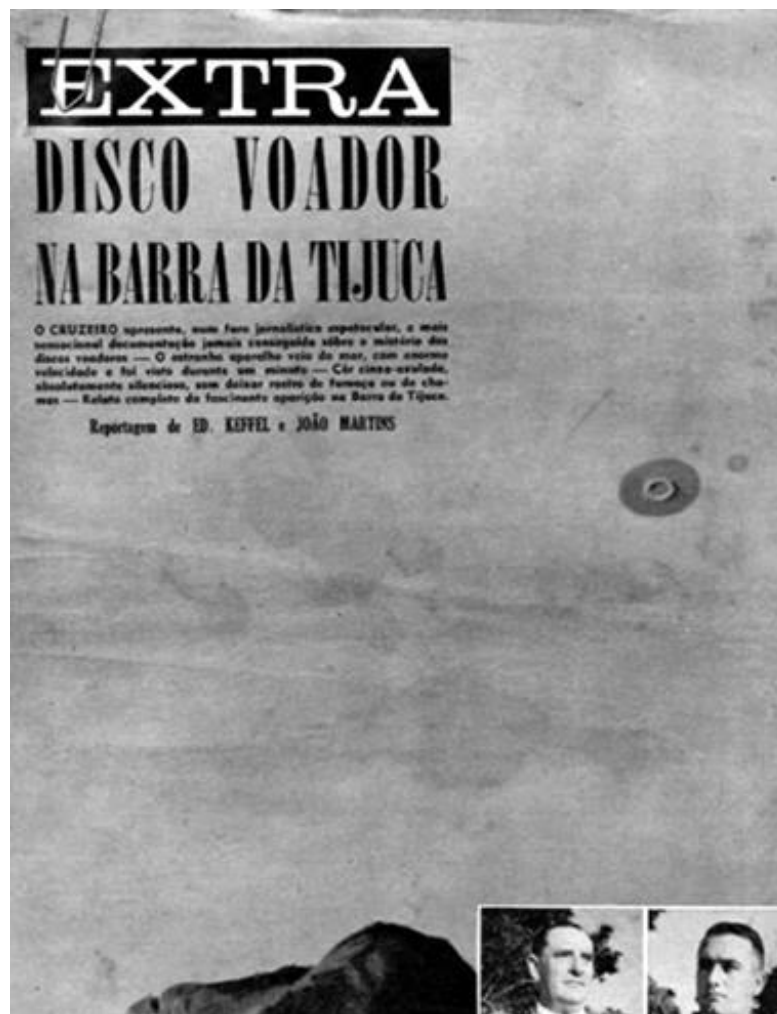 EXTRA
DISCO VOADOR
NA BARRA DA TIJUCA
O CRUZEIRO apresenta, num furo jornalístico espetacular, a mais
sensacional documentação jamais conseguida sôbre o mistério dos
discos voadores — O estranho aparelho veio do mar, com enorme
velocidade e foi visto durante um minuto — Côr cinza-azulada,
absolutamente silencioso, sem deixar rastro de fumaça ou de cha-
mas — Relato completo da fascinante aparição na Barra da Tijuca.
Reportagem de ED. KEFFEL e JOÃO MARTINS